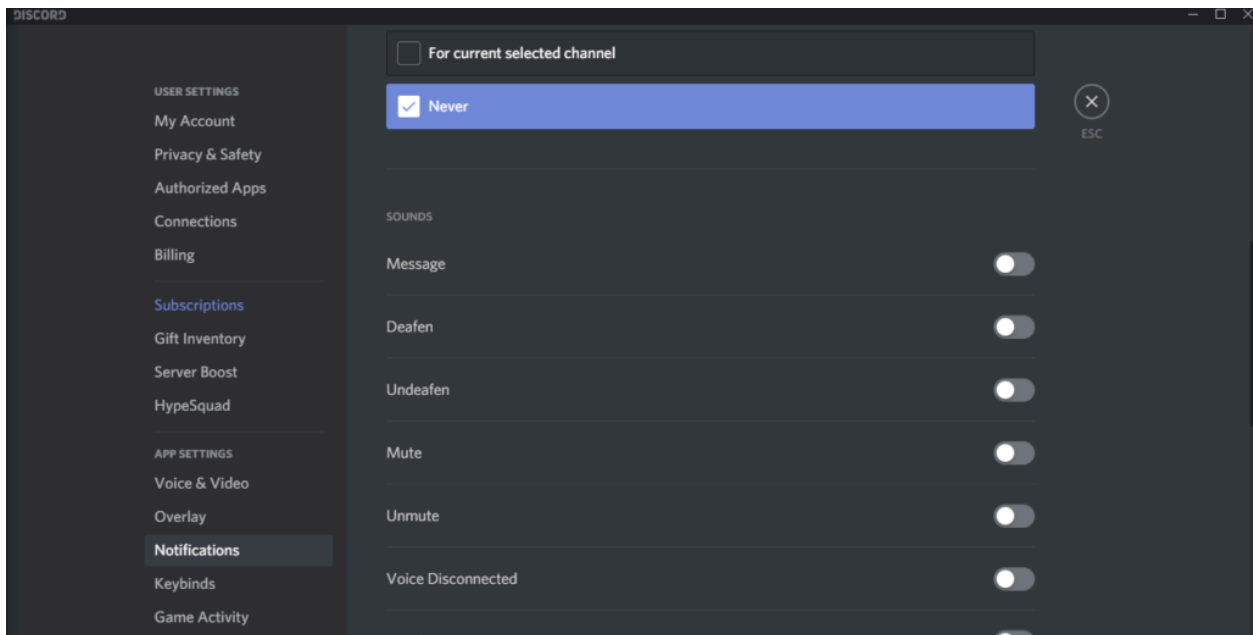 DISCORD
USER SETTINGS
My Account
Privacy & Safety
Authorized Apps
Connections
Billing
Subscriptions
Gift Inventory
Server Boost
HypeSquad
APP SETTINGS
Voice & Video
Overlay
Notifications
Keybinds
Game Activity
For current selected channel
Never
ESC
SOUNDS
Message
Deafen
Undeafen
Mute
Unmute
Voice Disconnected